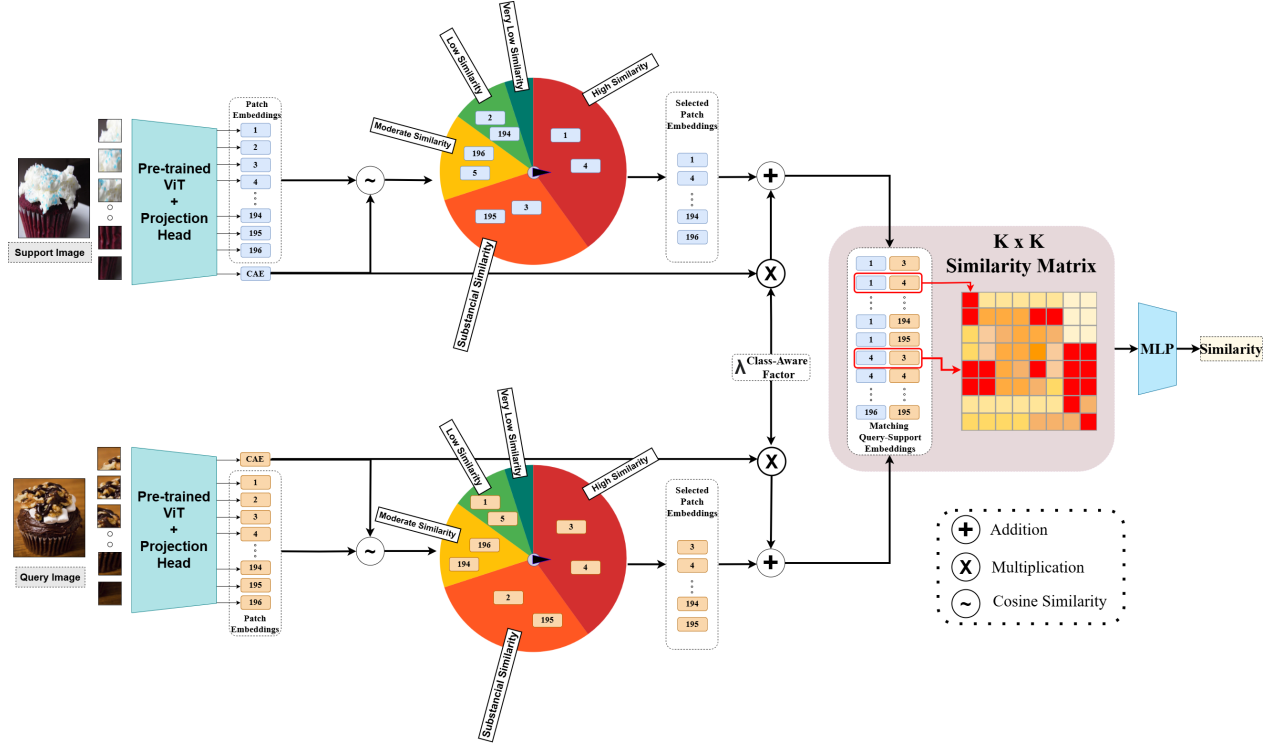 Support Image
Pre-trained
ViT
+
Projection
Head
Patch
Embeddings
1
2
3
4
194
195
196
CAE
~
Very Low Similarity
Low Similarity
High Similarity
Moderate Similarity
Substancial Similarity
2
194
1
196
5
4
3
195
Selected
Patch
Embeddings
1
4
194
196
+
X
λ Class-Aware
Factor
K x K
Similarity Matrix
1 3
1 4
1 194
1 195
4 3
4 4
196 195
Matching
Query-Support
Embeddings
MLP
Similarity
Query Image
Pre-trained
ViT
+
Projection
Head
CAE
1
2
3
4
194
195
196
Patch
Embeddings
~
Very Low Similarity
Low Similarity
High Similarity
Moderate Similarity
Substancial Similarity
1
5
3
196
194
4
2
195
Selected
Patch
Embeddings
3
4
194
195
X
+
+ Addition
X Multiplication
~ Cosine Similarity